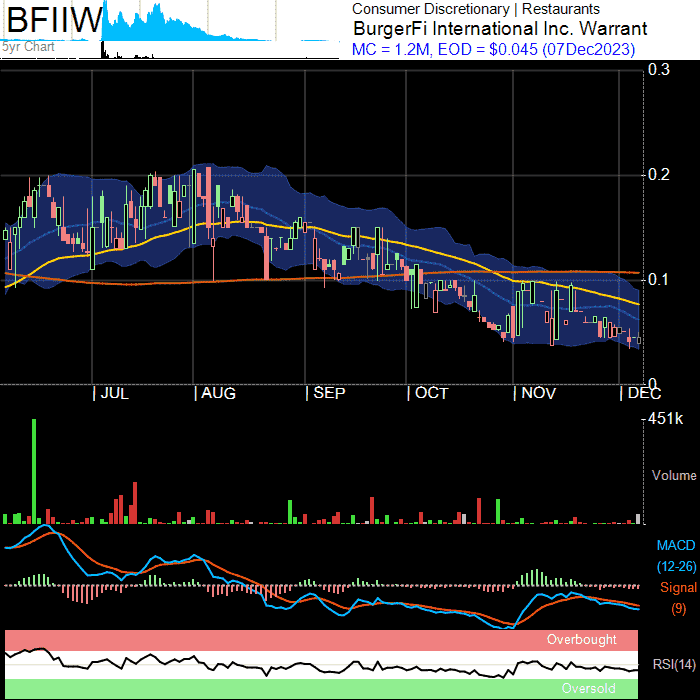 BFIIW
5yr Chart
Consumer Discretionary | Restaurants
BurgerFi International Inc. Warrant
MC = 1.2M, EOD = $0.045 (07Dec2023)
0.3
0.2
0.1
0
| JUL | AUG | SEP | OCT | NOV | DEC
451k
Volume
MACD
(12-26)
Signal
(9)
Overbought
RSI(14)
Oversold